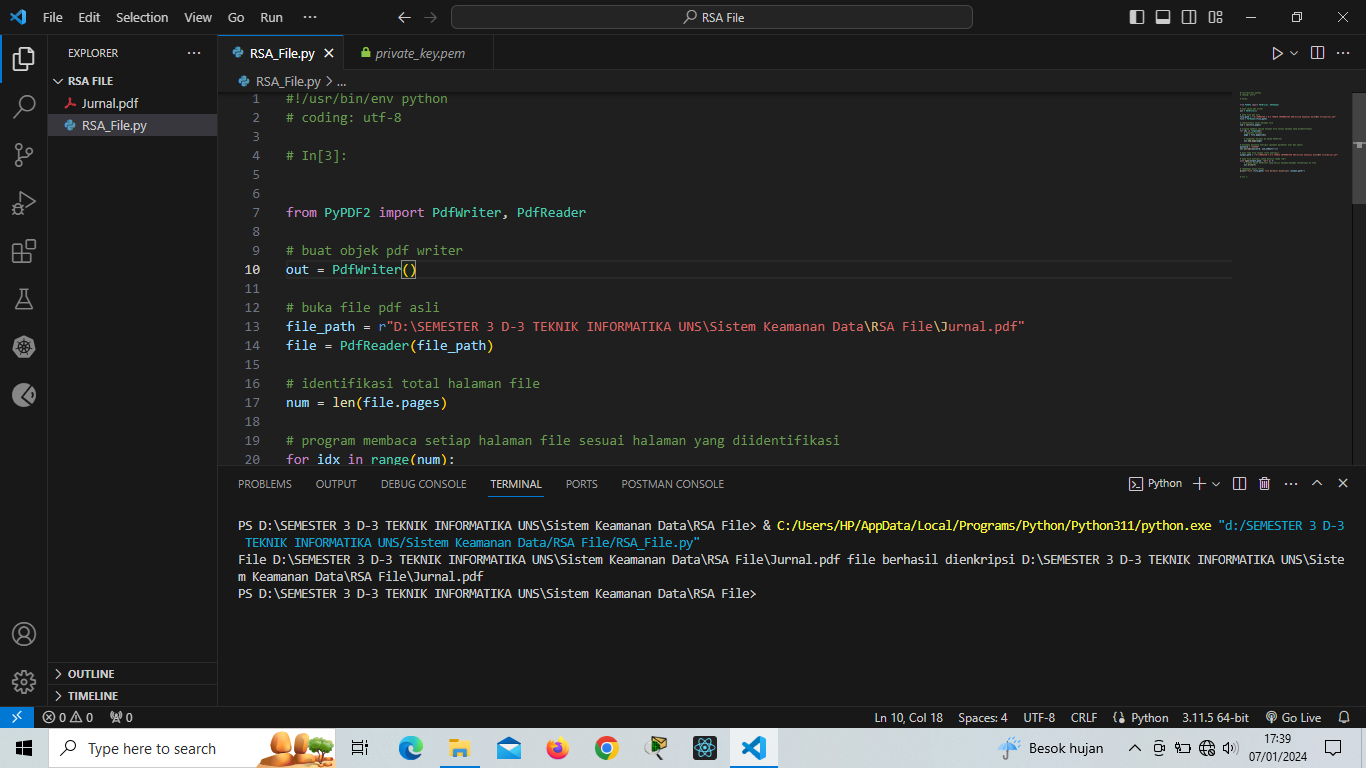 File Edit Selection View Go Run ···
RSA File
EXPLORER
RSA FILE
Jurnal.pdf
RSA_File.py
OUTLINE
TIMELINE
RSA_File.py
private_key.pem
RSA_File.py > ...
1 #!/usr/bin/env python
2 # coding: utf-8
3
4 # In[3]:
5
6
7 from PyPDF2 import PdfWriter, PdfReader
8
9 # buat objek pdf writer
10 out = PdfWriter()
11
12 # buka file pdf asli
13 file_path = r"D:\SEMESTER 3 D-3 TEKNIK INFORMATIKA UNS\Sistem Keamanan Data\RSA File\Jurnal.pdf"
14 file = PdfReader(file_path)
15
16 # identifikasi total halaman file
17 num = len(file.pages)
18
19 # program membaca setiap halaman file sesuai halaman yang diidentifikasi
20 for idx in range(num):
PROBLEMS OUTPUT DEBUG CONSOLE TERMINAL PORTS POSTMAN CONSOLE
Python
PS D:\SEMESTER 3 D-3 TEKNIK INFORMATIKA UNS\Sistem Keamanan Data\RSA File> & C:/Users/HP/AppData/Local/Programs/Python/Python311/python.exe "d:/SEMESTER 3 D-3
TEKNIK INFORMATIKA UNS/Sistem Keamanan Data/RSA File/RSA_File.py"
File D:\SEMESTER 3 D-3 TEKNIK INFORMATIKA UNS\Sistem Keamanan Data\RSA File\Jurnal.pdf file berhasil dienkripsi D:\SEMESTER 3 D-3 TEKNIK INFORMATIKA UNS\Siste
m Keamanan Data\RSA File\Jurnal.pdf
PS D:\SEMESTER 3 D-3 TEKNIK INFORMATIKA UNS\Sistem Keamanan Data\RSA File>
0 0 0
Ln 10, Col 18 Spaces: 4 UTF-8 CRLF Python 3.11.5 64-bit Go Live
Type here to search
Besok hujan
17:39
07/01/2024